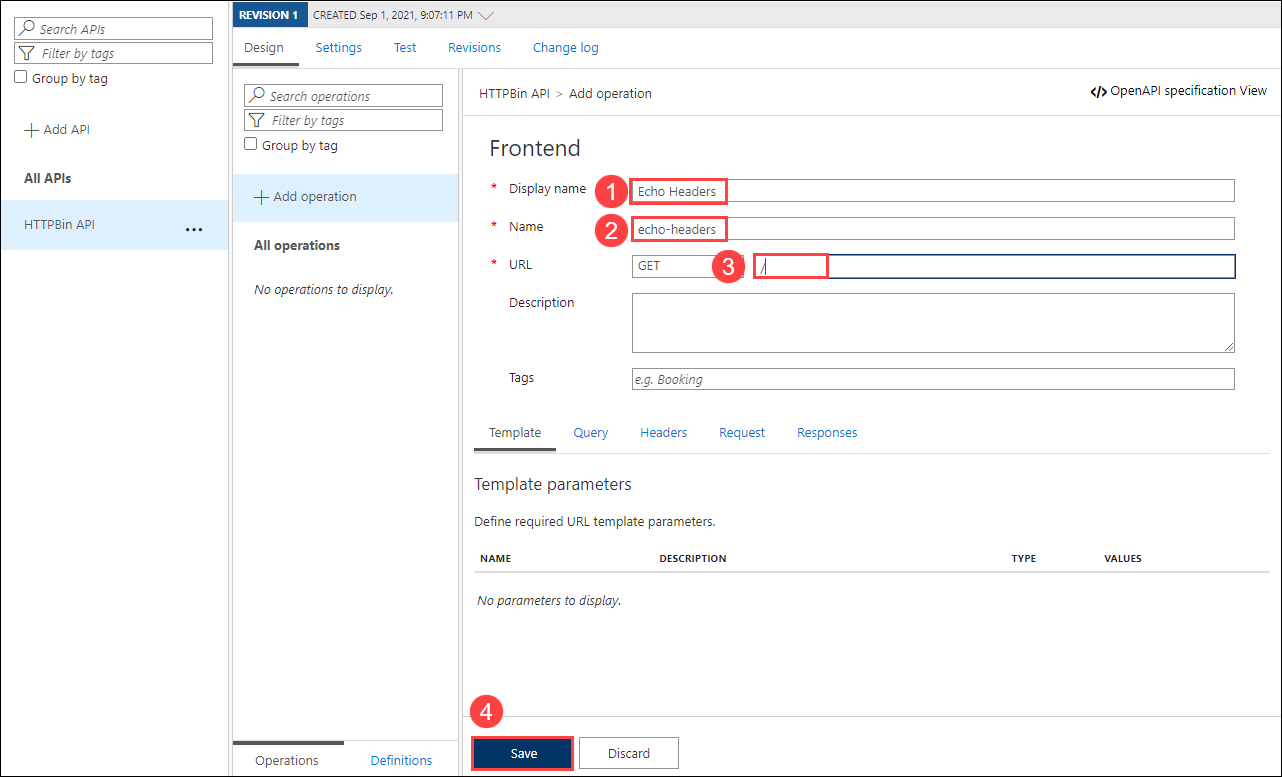 Search APIs
Filter by tags
Group by tag
Add API
All APIs
HTTPBin API
...
REVISION 1
CREATED Sep 1, 2021, 9:07:11 PM
Design Settings Test Revisions Change log
Search operations
Filter by tags
Group by tag
Add operation
All operations
No operations to display.
Operations Definitions
HTTPBin API > Add operation
</> OpenAPI specification View
Frontend
* Display name 1 Echo Headers
* Name 2 echo-headers
* URL GET 3 /
Description
Tags e.g. Booking
Template Query Headers Request Responses
Template parameters
Define required URL template parameters.
NAME DESCRIPTION TYPE VALUES
No parameters to display.
4
Save Discard